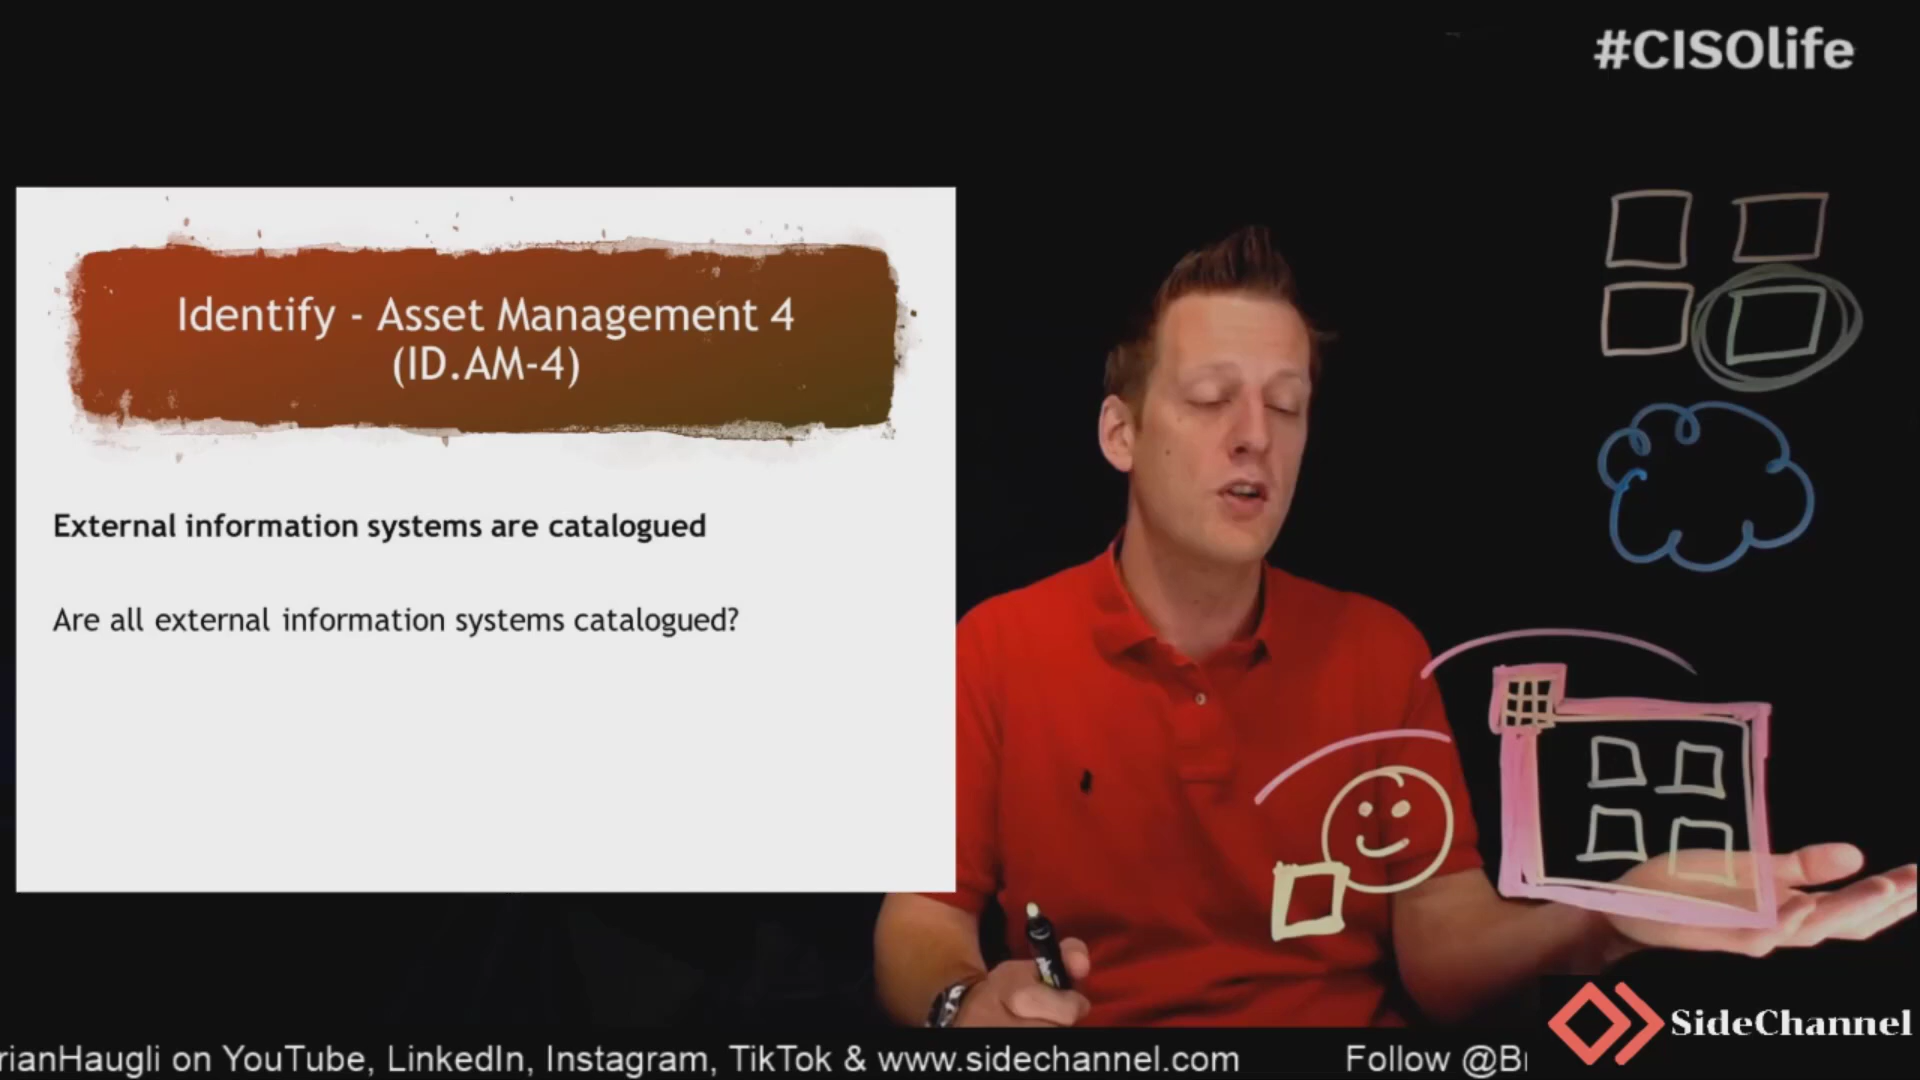 #CISOlife
Identify - Asset Management 4
(ID.AM-4)
External information systems are catalogued
Are all external information systems catalogued?
SideChannel
rianHaugli on YouTube, LinkedIn, Instagram, TikTok & www.sidechannel.com Follow @B